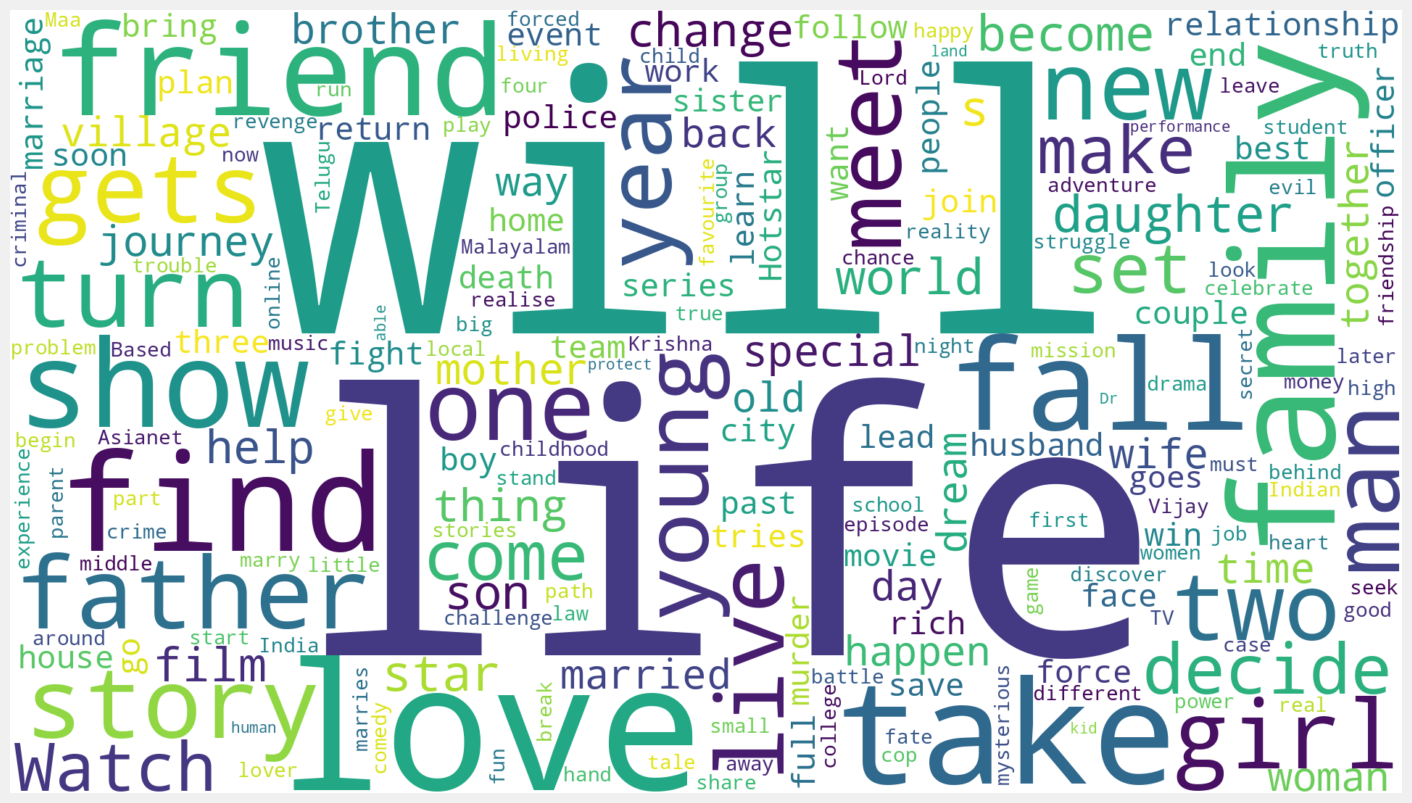 Maa
bring
friend
brother
forced
event
living
child
change
work
follow
happy
become
land
relationship
end
truth
marriage
plan
run
four
police
year
sister
back
meet
Lord
people
s
new
leave
officer
village
revenge
return
play
performance
student
soon
now
Telugu
will
way
want
make
best
family
gets
home
learn
favourite
group
Hotstar
join
adventure
evil
daughter
together
criminal
journey
Malayalam
reality
struggle
trouble
death
chance
turn
online
realise
series
world
set
look
celebrate
friendship
able
big
true
couple
problem
Based
three
music
fight
local
team
Krishna
special
night
mission
secret
later
show
mother
protect
young
fall
drama
money
high
give
one
old
Dr
man
begin
Asianet
help
childhood
city
lead
husband
wife
must
behind
experience
parent
find
boy
stand
life
dream
goes
Indian
part
thing
past
school
first
Vijay
crime
stories
tries
episode
win
job
heart
middle
marry
little
come
movie
women
time
father
son
path
live
day
game
discover
face
seek
around
start
India
challenge
law
rich
TV
two
good
house
go
film
murder
happen
case
story
love
marries
star
married
battle
save
force
decide
human
comedy
break
small
full
college
take
mysterious
different
power
real
girl
Watch
lover
fun
hand
tale
away
share
fate
cop
kid
woman